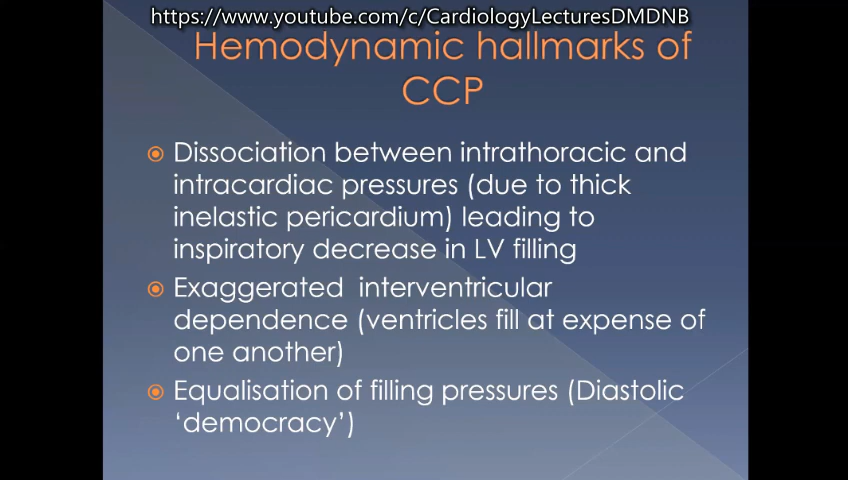 https://www.youtube.com/c/CardiologyLecturesDMDNB
Hemodynamic hallmarks of
CCP
Dissociation between intrathoracic and
intracardiac pressures (due to thick
inelastic pericardium) leading to
inspiratory decrease in LV filling
Exaggerated interventricular
dependence (ventricles fill at expense of
one another)
Equalisation of filling pressures (Diastolic
‘democracy’)